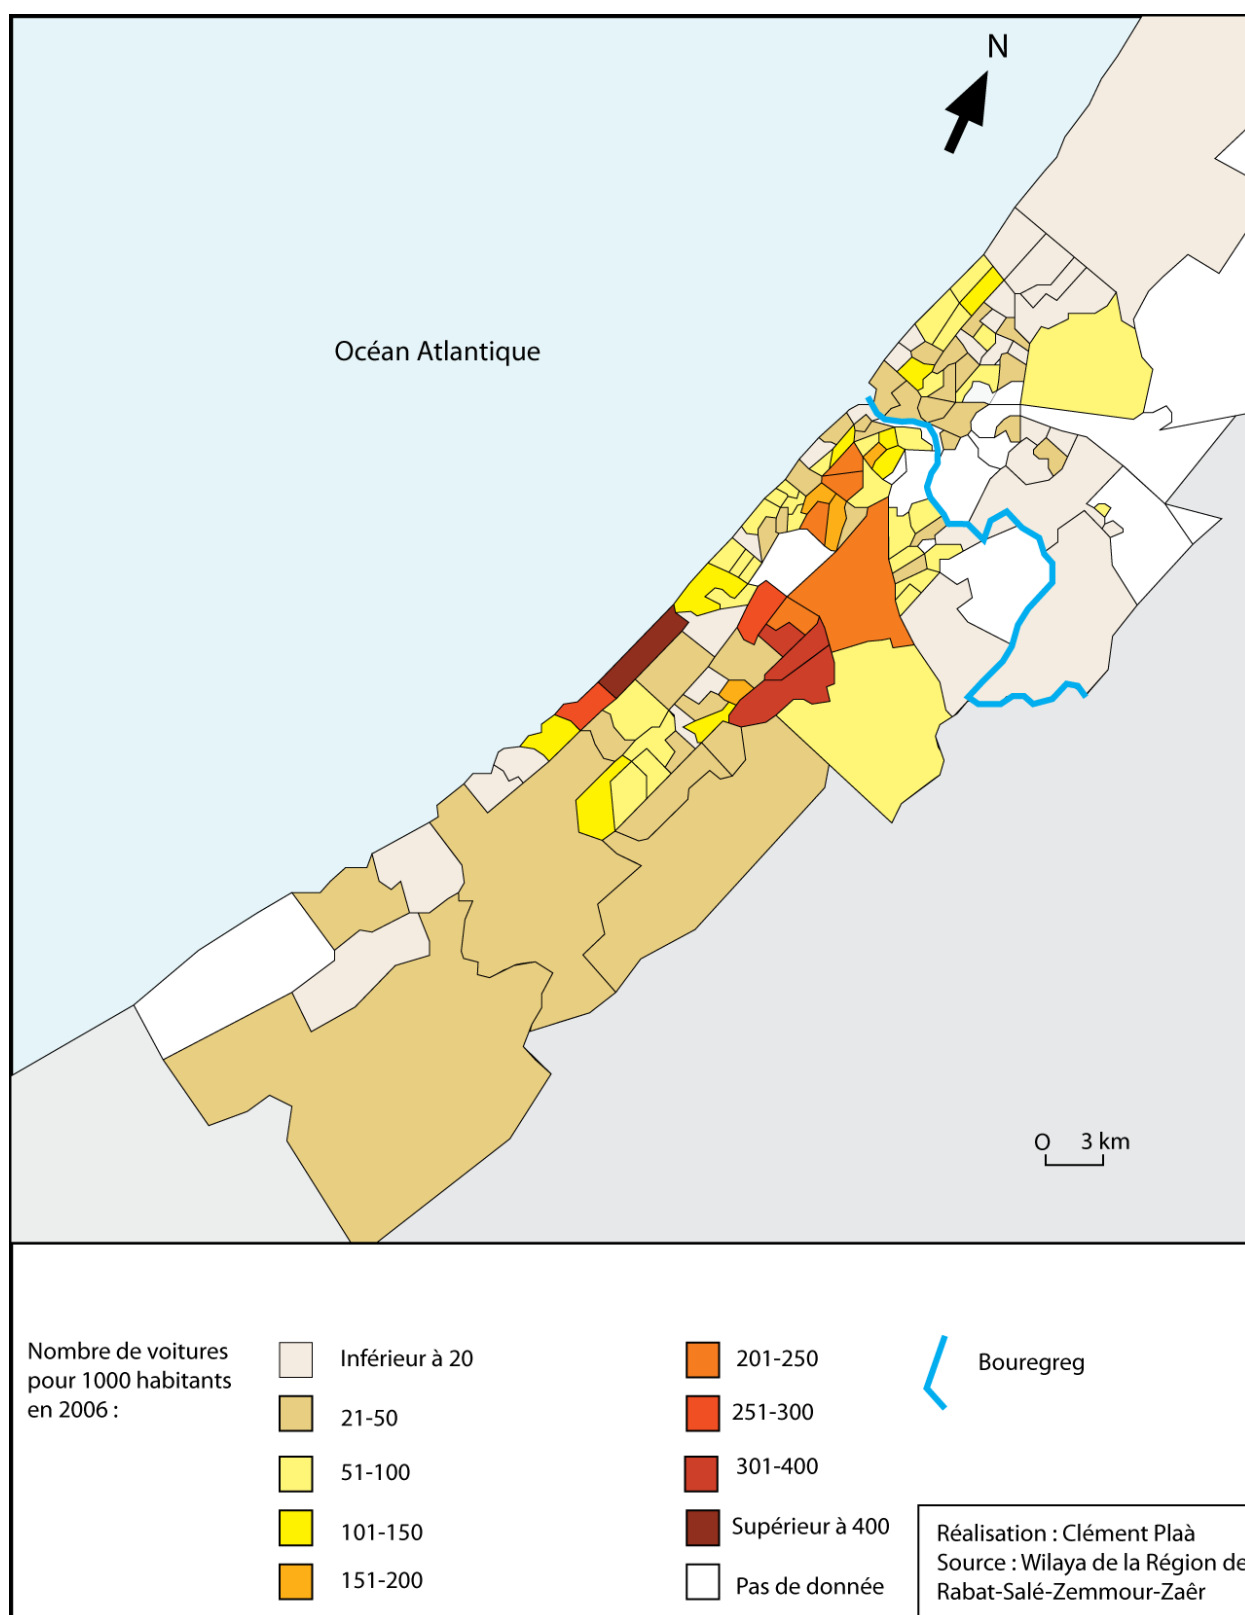 N
Océan Atlantique
O 3 km
Nombre de voitures
pour 1000 habitants
en 2006 :
Inférieur à 20
21-50
51-100
101-150
151-200
201-250
251-300
301-400
Supérieur à 400
Pas de donnée
Bouregreg
Réalisation : Clément Plaà
Source : Wilaya de la Région de
Rabat-Salé-Zemmour-Zaêr